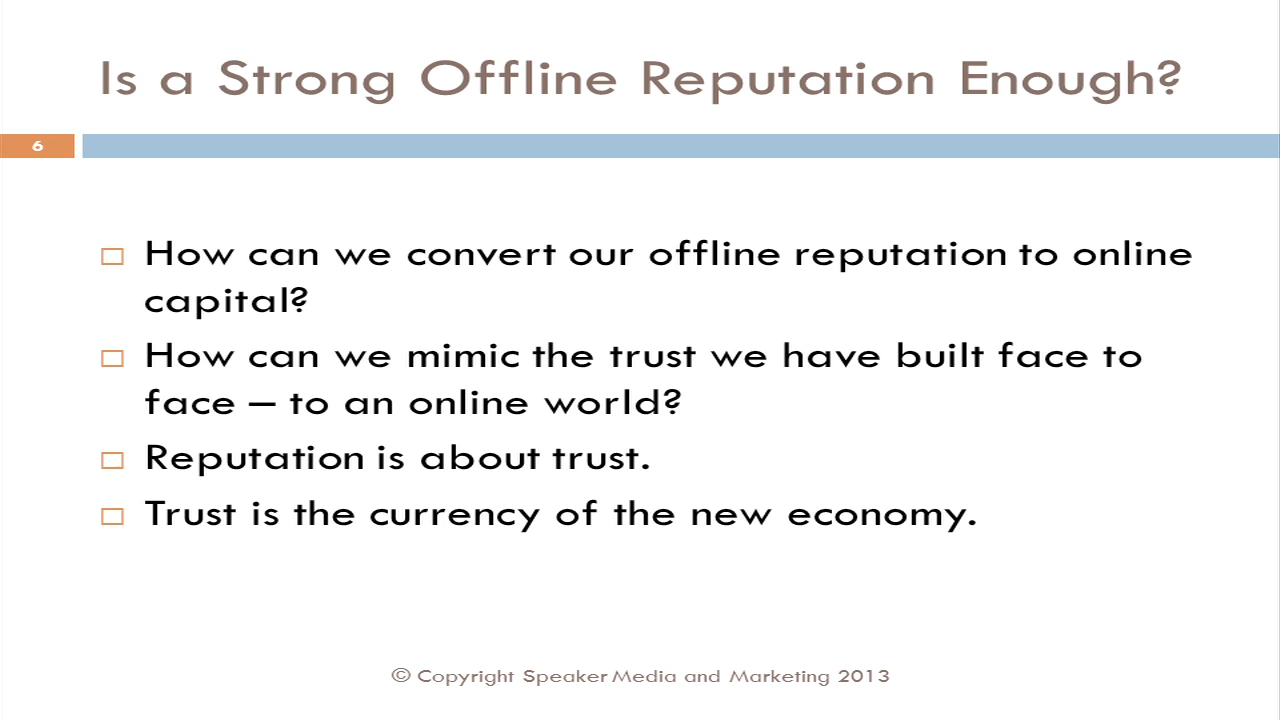 Is a Strong Offline Reputation Enough?
6
How can we convert our offline reputation to online
capital?
How can we mimic the trust we have built face to
face – to an online world?
Reputation is about trust.
Trust is the currency of the new economy.
© Copyright Speaker Media and Marketing 2013